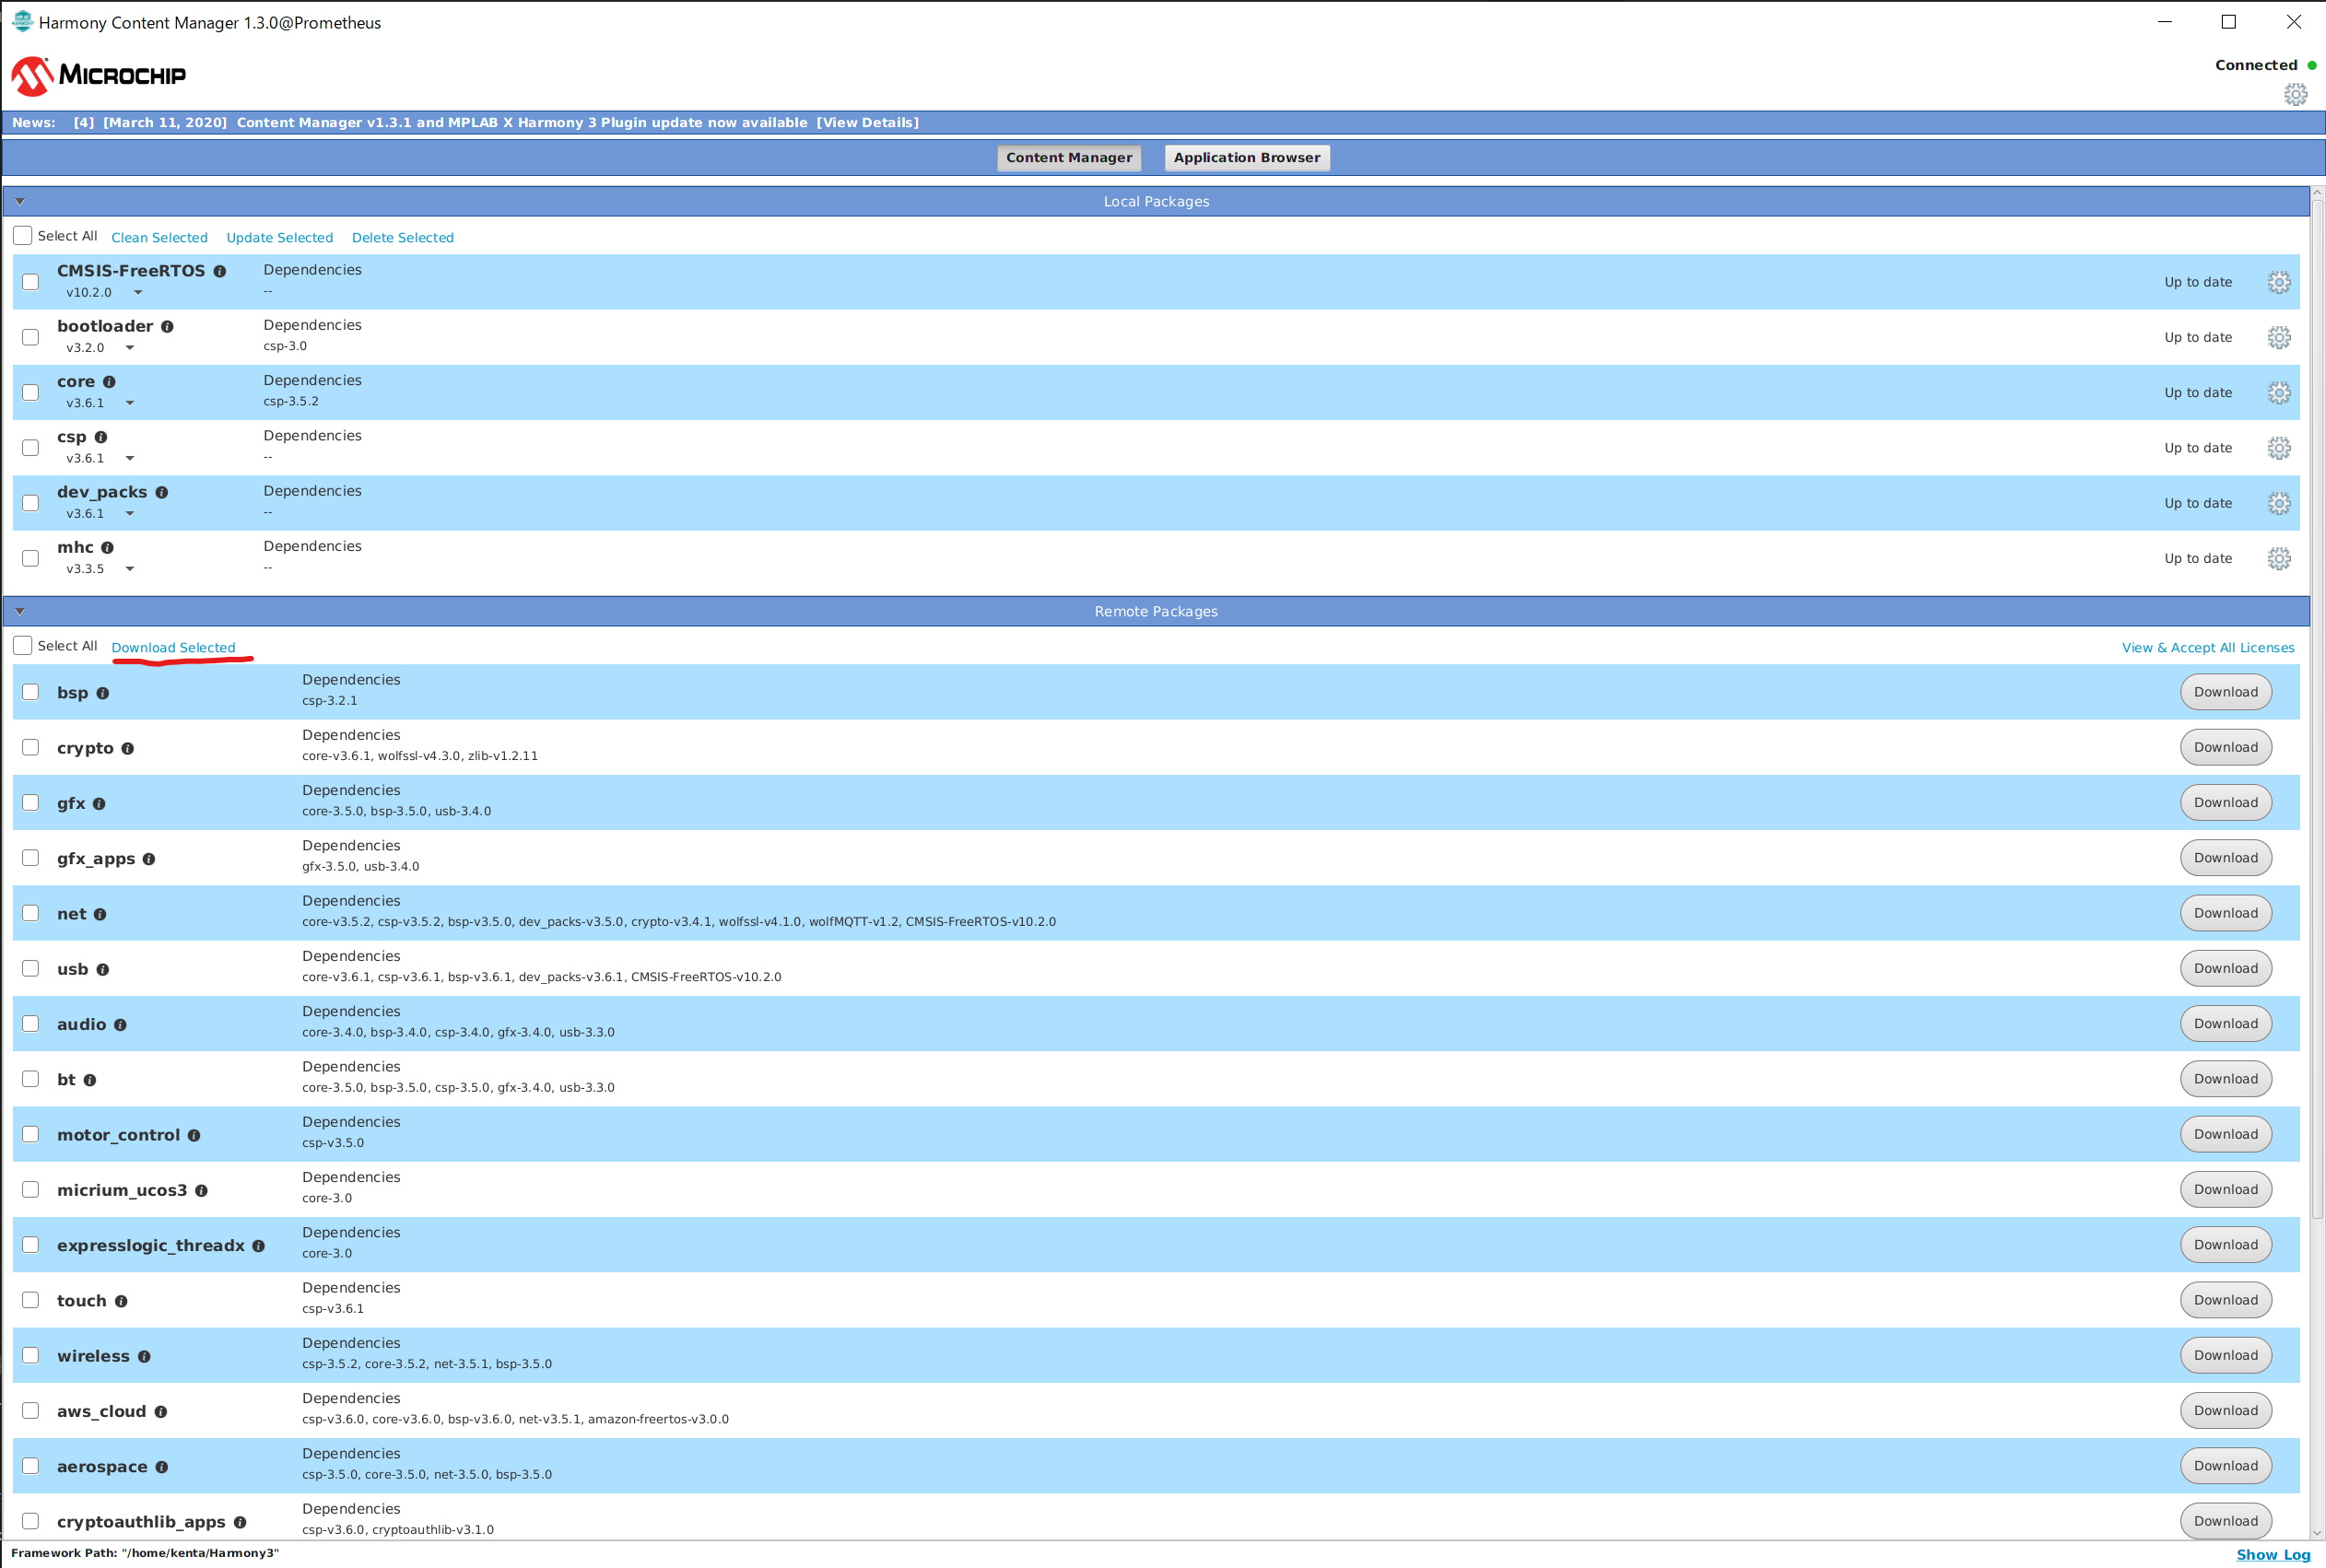 Harmony Content Manager 1.3.0@Prometheus
MICROCHIP
Connected
News: [4] [March 11, 2020] Content Manager v1.3.1 and MPLAB X Harmony 3 Plugin update now available [View Details]
Content Manager Application Browser
Local Packages
Select All Clean Selected Update Selected Delete Selected
CMSIS-FreeRTOS Dependencies
v10.2.0 -- Up to date
bootloader Dependencies
v3.2.0 csp-3.0 Up to date
core Dependencies
v3.6.1 csp-3.5.2 Up to date
csp Dependencies
v3.6.1 -- Up to date
dev_packs Dependencies
v3.6.1 -- Up to date
mhc Dependencies
v3.3.5 -- Up to date
Remote Packages
Select All Download Selected View & Accept All Licenses
bsp Dependencies
csp-3.2.1 Download
crypto Dependencies
core-v3.6.1, wolfssl-v4.3.0, zlib-v1.2.11 Download
gfx Dependencies
core-3.5.0, bsp-3.5.0, usb-3.4.0 Download
gfx_apps Dependencies
gfx-3.5.0, usb-3.4.0 Download
net Dependencies
core-v3.5.2, csp-v3.5.2, bsp-v3.5.0, dev_packs-v3.5.0, crypto-v3.4.1, wolfssl-v4.1.0, wolfMQTT-v1.2, CMSIS-FreeRTOS-v10.2.0 Download
usb Dependencies
core-v3.6.1, csp-v3.6.1, bsp-v3.6.1, dev_packs-v3.6.1, CMSIS-FreeRTOS-v10.2.0 Download
audio Dependencies
core-3.4.0, bsp-3.4.0, csp-3.4.0, gfx-3.4.0, usb-3.3.0 Download
bt Dependencies
core-3.5.0, bsp-3.5.0, csp-3.5.0, gfx-3.4.0, usb-3.3.0 Download
motor_control Dependencies
csp-v3.5.0 Download
micrium_ucos3 Dependencies
core-3.0 Download
expresslogic_threadx Dependencies
core-3.0 Download
touch Dependencies
csp-v3.6.1 Download
wireless Dependencies
csp-3.5.2, core-3.5.2, net-3.5.1, bsp-3.5.0 Download
aws_cloud Dependencies
csp-v3.6.0, core-v3.6.0, bsp-v3.6.0, net-v3.5.1, amazon-freertos-v3.0.0 Download
aerospace Dependencies
csp-3.5.0, core-3.5.0, net-3.5.0, bsp-3.5.0 Download
cryptoauthlib_apps Dependencies
csp-v3.6.0, cryptoauthlib-v3.1.0 Download
Framework Path: "/home/kenta/Harmony3" Show Log